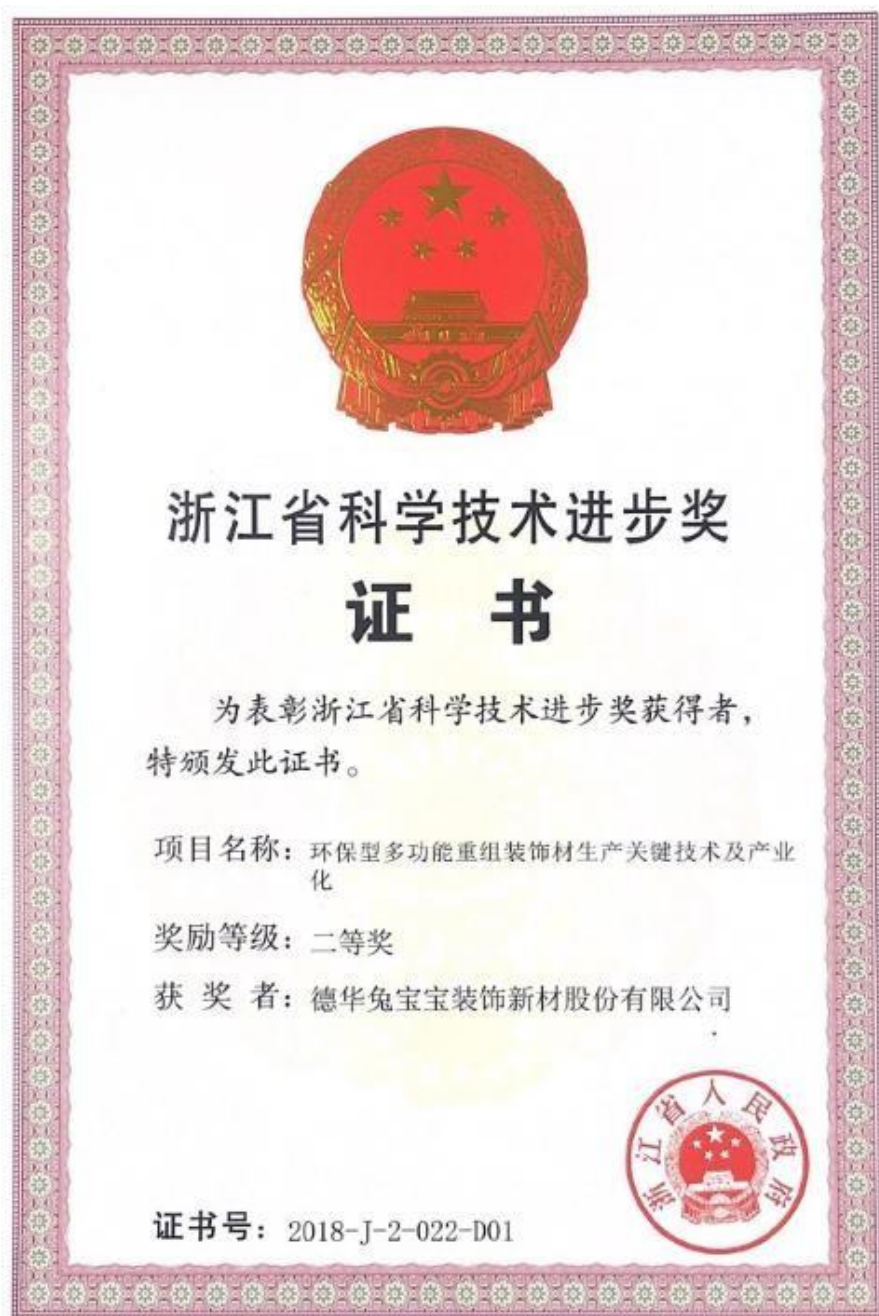 浙江省科学技术进步奖
证 书
为表彰浙江省科学技术进步奖获得者，
特颁发此证书。
项目名称：环保型多功能重组装饰材生产关键技术及产业
化
奖励等级：二等奖
获 奖 者：德华兔宝宝装饰新材股份有限公司
浙江省人民政府
证书号：2018-J-2-022-D01